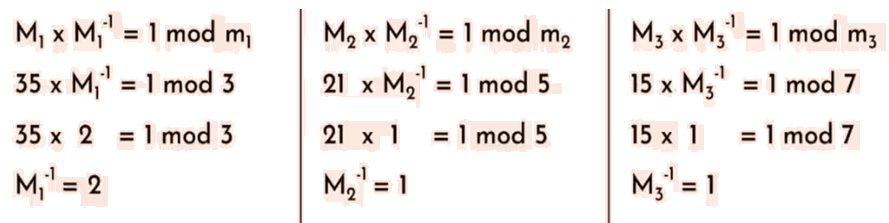 M₁ x M₁⁻¹ = 1 mod m₁
35 x M₁⁻¹ = 1 mod 3
35 x 2 = 1 mod 3
M₁⁻¹ = 2
M₂ x M₂⁻¹ = 1 mod m₂
21 x M₂⁻¹ = 1 mod 5
21 x 1 = 1 mod 5
M₂⁻¹ = 1
M₃ x M₃⁻¹ = 1 mod m₃
15 x M₃⁻¹ = 1 mod 7
15 x 1 = 1 mod 7
M₃⁻¹ = 1